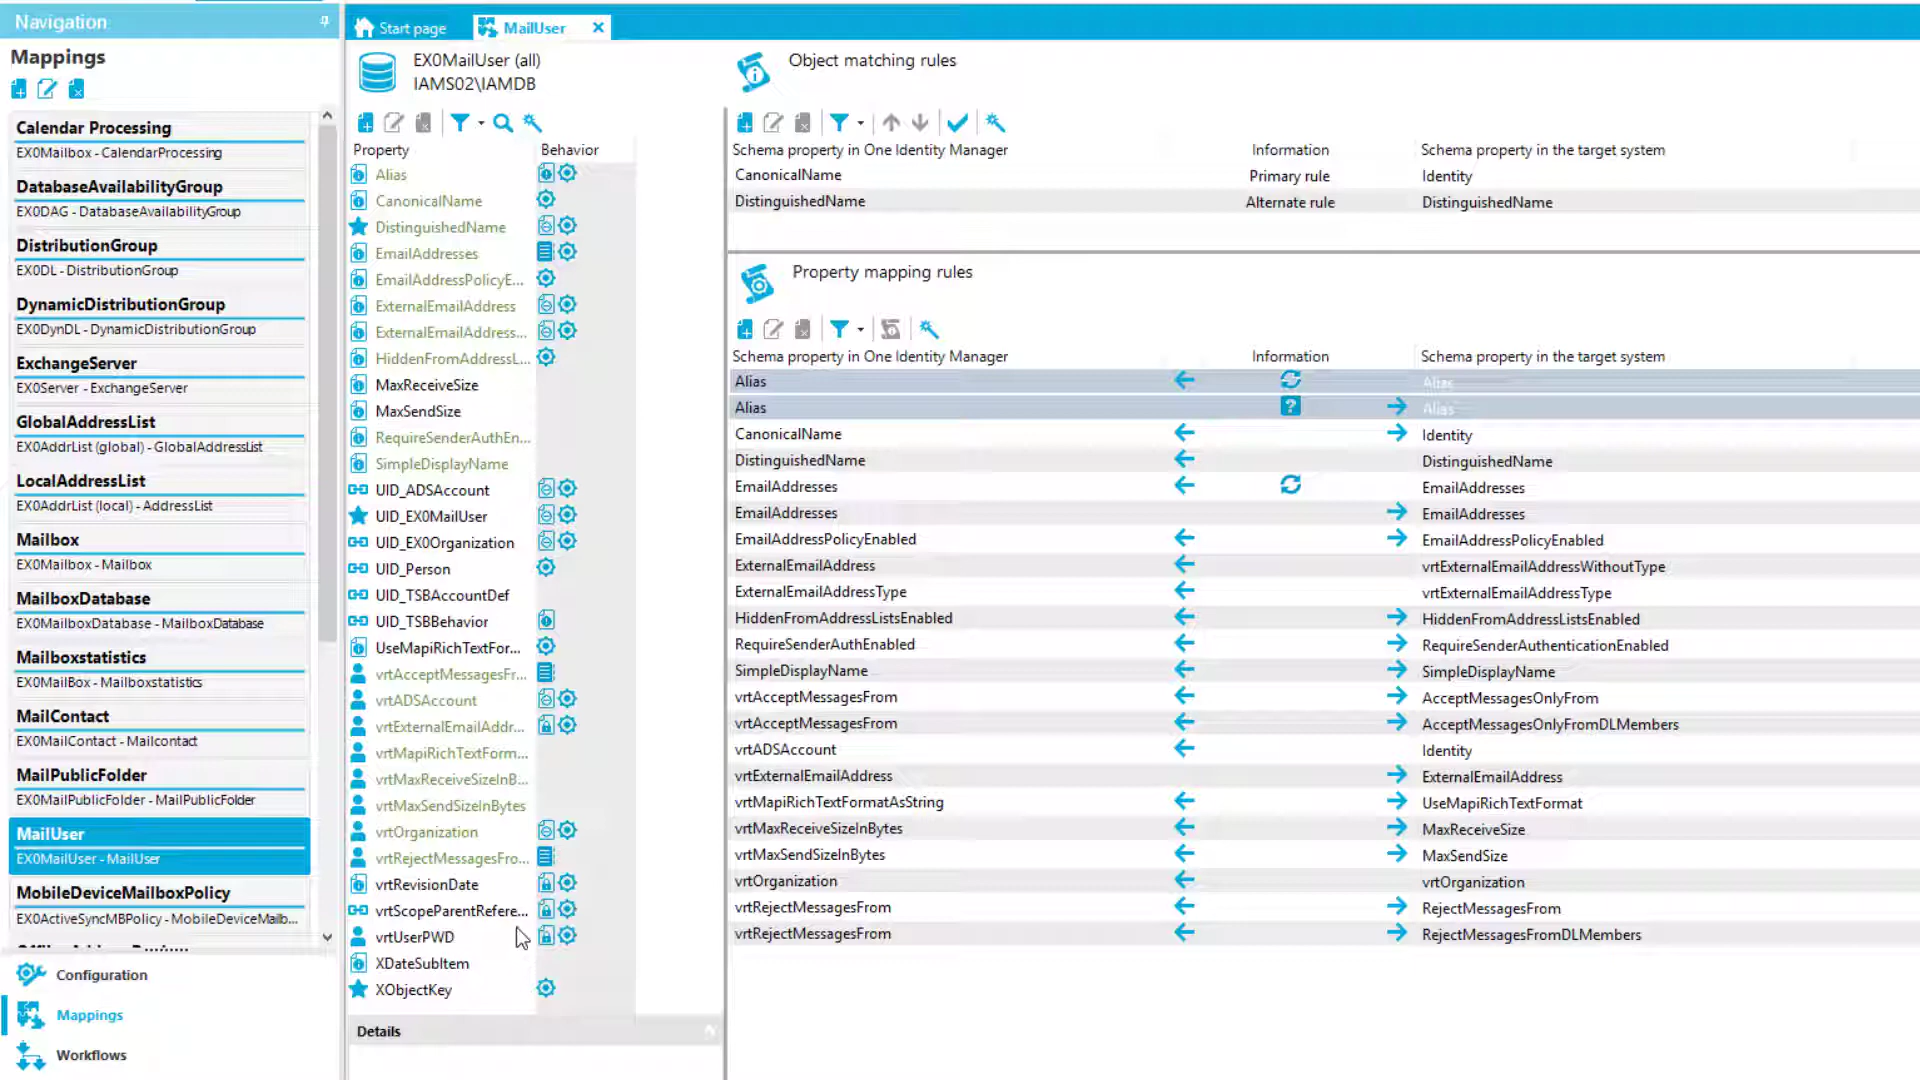 Navigation
Mappings
Calendar Processing
EX0Mailbox - CalendarProcessing
DatabaseAvailabilityGroup
EX0DAG - DatabaseAvailabilityGroup
DistributionGroup
EX0DL - DistributionGroup
DynamicDistributionGroup
EX0DynDL - DynamicDistributionGroup
ExchangeServer
EX0Server - ExchangeServer
GlobalAddressList
EX0AddrList (global) - GlobalAddressList
LocalAddressList
EX0AddrList (local) - AddressList
Mailbox
EX0Mailbox - Mailbox
MailboxDatabase
EX0MailboxDatabase - MailboxDatabase
Mailboxstatistics
EX0MailBox - Mailboxstatistics
MailContact
EX0MailContact - Mailcontact
MailPublicFolder
EX0MailPublicFolder - MailPublicFolder
MailUser
EX0MailUser - MailUser
MobileDeviceMailboxPolicy
EX0ActiveSyncMBPolicy - MobileDeviceMailb...
Configuration
Mappings
Workflows
Start page
MailUser
EX0MailUser (all)
IAMS02\IAMDB
Property Behavior
Alias
CanonicalName
DistinguishedName
EmailAddresses
EmailAddressPolicyE...
ExternalEmailAddress
ExternalEmailAddress...
HiddenFromAddressL...
MaxReceiveSize
MaxSendSize
RequireSenderAuthEn...
SimpleDisplayName
UID_ADSAccount
UID_EX0MailUser
UID_EX0Organization
UID_Person
UID_TSBAccountDef
UID_TSBBehavior
UseMapiRichTextFor...
vrtAcceptMessagesFr...
vrtADSAccount
vrtExternalEmailAddr...
vrtMapiRichTextForm...
vrtMaxReceiveSizeInB...
vrtMaxSendSizeInBytes
vrtOrganization
vrtRejectMessagesFro...
vrtRevisionDate
vrtScopeParentRefere...
vrtUserPWD
XDateSubItem
XObjectKey
Details
Object matching rules
Schema property in One Identity Manager Information Schema property in the target system
CanonicalName Primary rule Identity
DistinguishedName Alternate rule DistinguishedName
Property mapping rules
Schema property in One Identity Manager Information Schema property in the target system
Alias Alias
Alias ? Alias
CanonicalName Identity
DistinguishedName DistinguishedName
EmailAddresses EmailAddresses
EmailAddresses EmailAddresses
EmailAddressPolicyEnabled EmailAddressPolicyEnabled
ExternalEmailAddress vrtExternalEmailAddressWithoutType
ExternalEmailAddressType vrtExternalEmailAddressType
HiddenFromAddressListsEnabled HiddenFromAddressListsEnabled
RequireSenderAuthEnabled RequireSenderAuthenticationEnabled
SimpleDisplayName SimpleDisplayName
vrtAcceptMessagesFrom AcceptMessagesOnlyFrom
vrtAcceptMessagesFrom AcceptMessagesOnlyFromDLMembers
vrtADSAccount Identity
vrtExternalEmailAddress ExternalEmailAddress
vrtMapiRichTextFormatAsString UseMapiRichTextFormat
vrtMaxReceiveSizeInBytes MaxReceiveSize
vrtMaxSendSizeInBytes MaxSendSize
vrtOrganization vrtOrganization
vrtRejectMessagesFrom RejectMessagesFrom
vrtRejectMessagesFrom RejectMessagesFromDLMembers